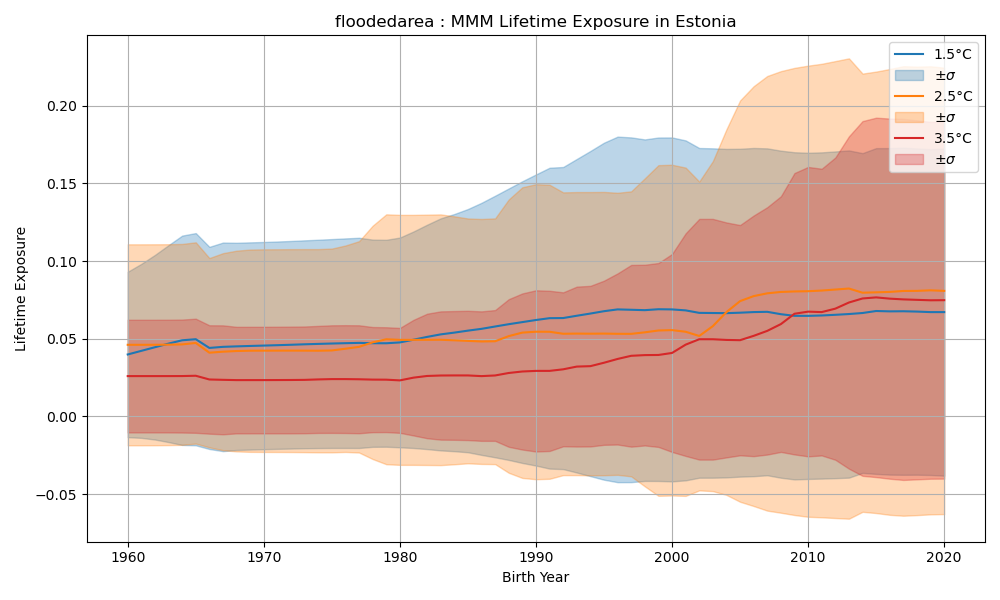 floodedarea : MMM Lifetime Exposure in Estonia
1.5°C
±σ
2.5°C
±σ
3.5°C
±σ
Lifetime Exposure
0.20
0.15
0.10
0.05
0.00
−0.05
1960
1970
1980
1990
2000
2010
2020
Birth Year